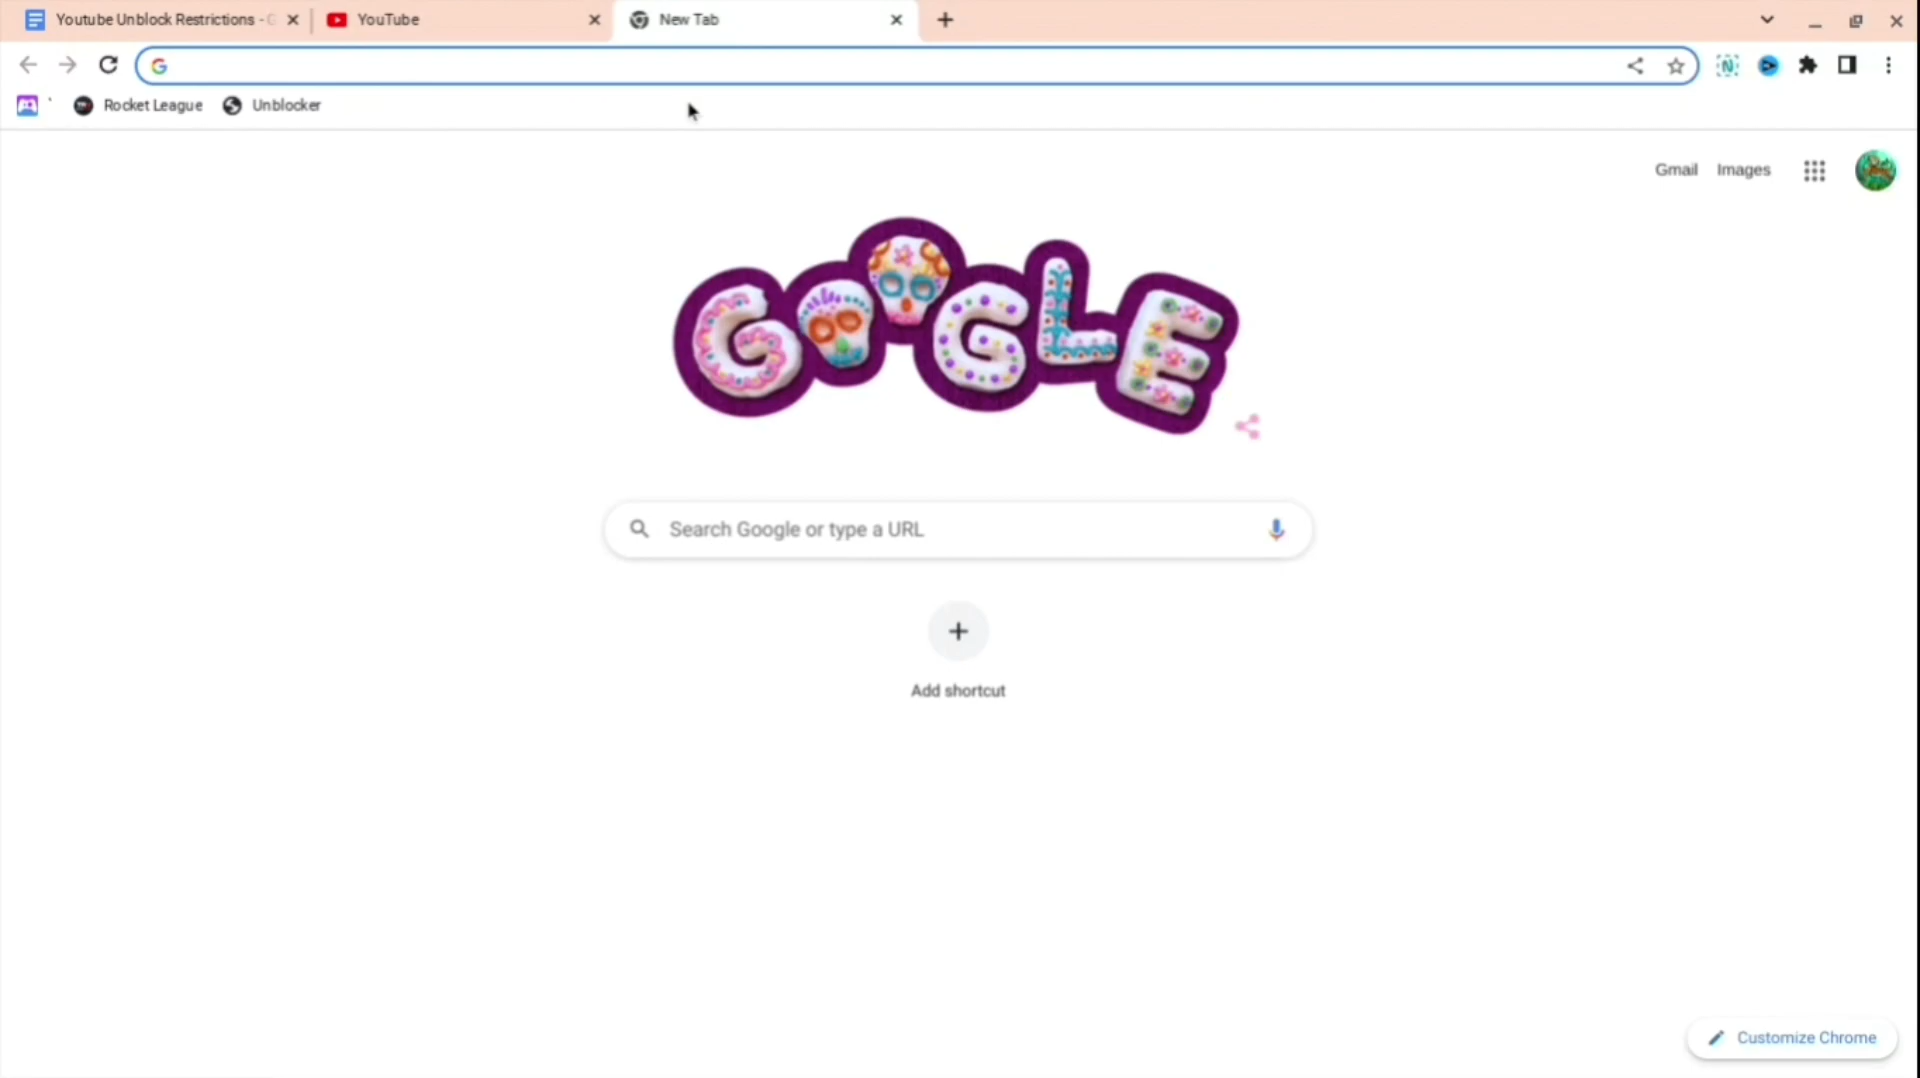 Youtube Unblock Restrictions - G
YouTube
New Tab
Rocket League
Unblocker
Gmail
Images
GOOGLE
Search Google or type a URL
Add shortcut
Customize Chrome